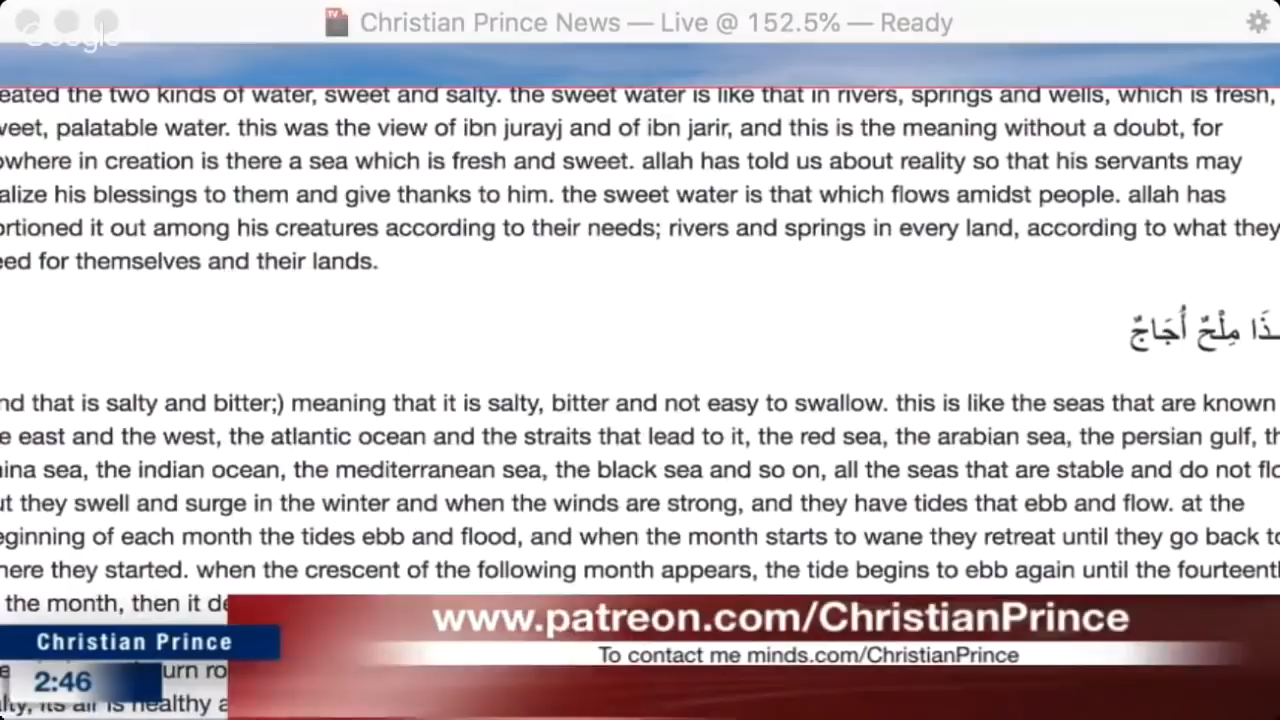 Christian Prince News — Live @ 152.5% — Ready
Google
eated the two kinds of water, sweet and salty. the sweet water is like that in rivers, springs and wells, which is fresh,
weet, palatable water. this was the view of ibn jurayj and of ibn jarir, and this is the meaning without a doubt, for
owhere in creation is there a sea which is fresh and sweet. allah has told us about reality so that his servants may
alize his blessings to them and give thanks to him. the sweet water is that which flows amidst people. allah has
ortioned it out among his creatures according to their needs; rivers and springs in every land, according to what they
eed for themselves and their lands.
ـذَا مِلْحٌ أُجَاجٌ
nd that is salty and bitter;) meaning that it is salty, bitter and not easy to swallow. this is like the seas that are known
e east and the west, the atlantic ocean and the straits that lead to it, the red sea, the arabian sea, the persian gulf, th
ina sea, the indian ocean, the mediterranean sea, the black sea and so on, all the seas that are stable and do not flo
ut they swell and surge in the winter and when the winds are strong, and they have tides that ebb and flow. at the
eginning of each month the tides ebb and flood, and when the month starts to wane they retreat until they go back to
here they started. when the crescent of the following month appears, the tide begins to ebb again until the fourteenth
the month, then it de
www.patreon.com/ChristianPrince
Christian Prince
To contact me minds.com/ChristianPrince
urn ro
2:46
alty, its air is healthy a